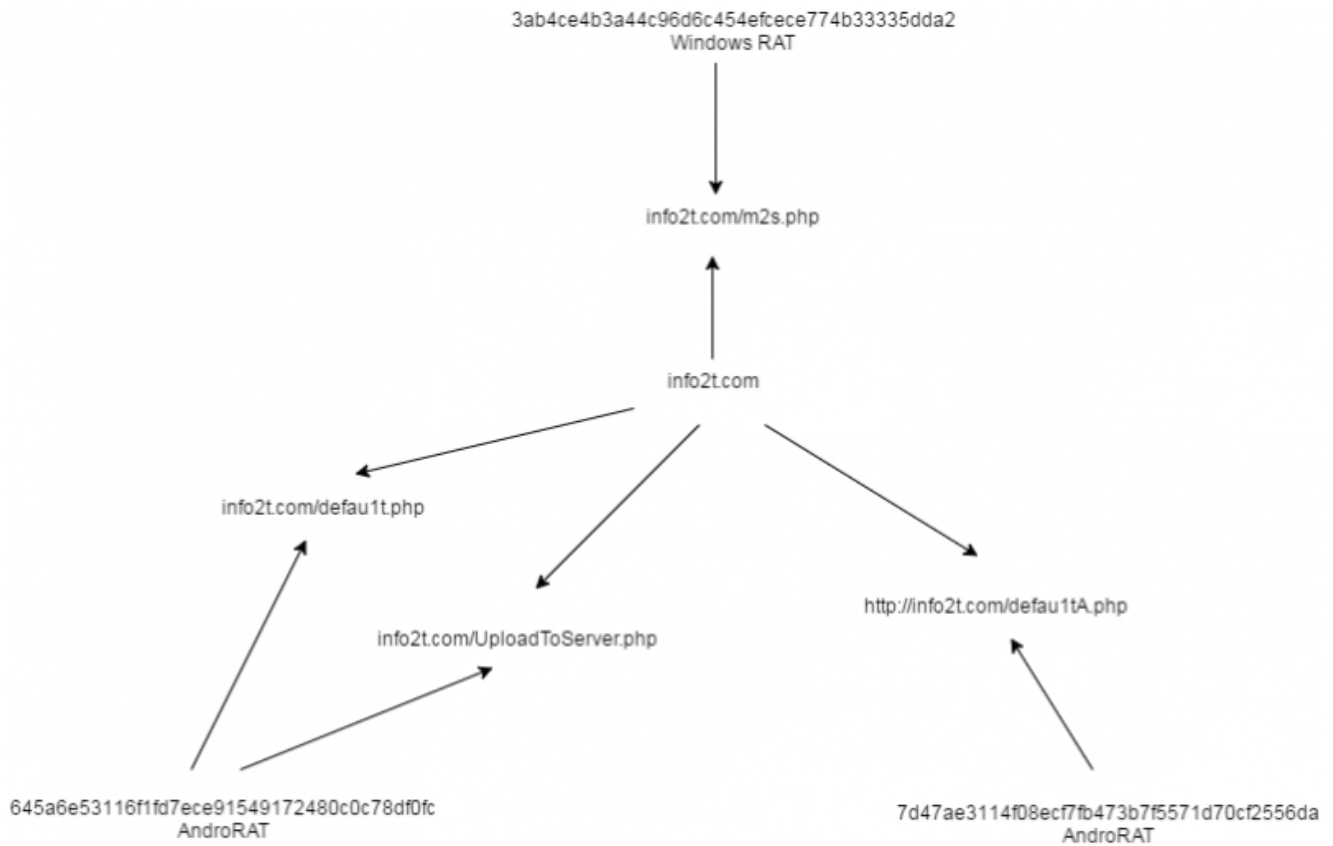 3ab4ce4b3a44c96d6c454efcece774b33335dda2
Windows RAT
info2t.com/m2s.php
info2t.com
info2t.com/defau1t.php
http://info2t.com/defau1tA.php
info2t.com/UploadToServer.php
645a6e53116f1fd7ece91549172480c0c78df0fc
AndroRAT
7d47ae3114f08ecf7fb473b7f5571d70cf2556da
AndroRAT